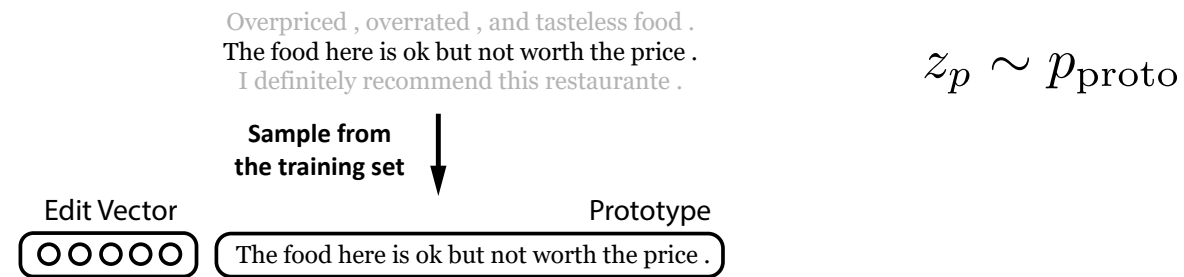 Overpriced , overrated , and tasteless food .
The food here is ok but not worth the price .
I definitely recommend this restaurante .
z_p ∼ p_proto
Sample from
the training set
Edit Vector
Prototype
The food here is ok but not worth the price .